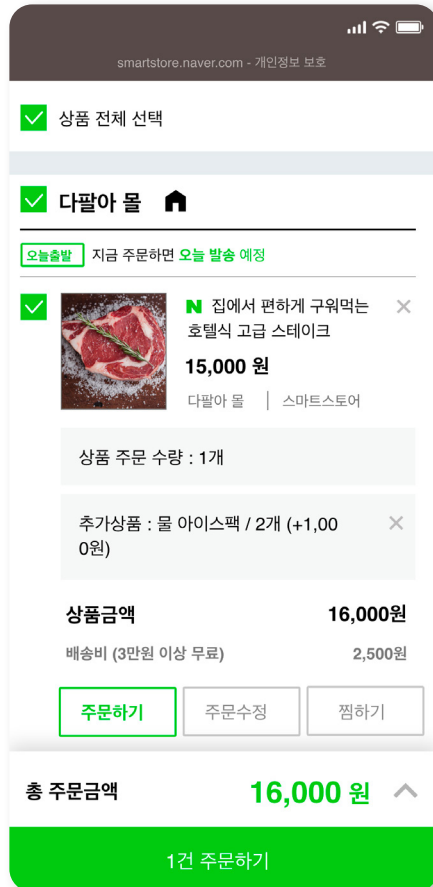 smartstore.naver.com - 개인정보 보호
상품 전체 선택
다팔아 몰
오늘출발 지금 주문하면 오늘 발송 예정
N 집에서 편하게 구워먹는
호텔식 고급 스테이크
15,000 원
다팔아 몰 | 스마트스토어
상품 주문 수량 : 1개
추가상품 : 물 아이스팩 / 2개 (+1,00
0원)
상품금액 16,000원
배송비 (3만원 이상 무료) 2,500원
주문하기 주문수정 찜하기
총 주문금액 16,000 원
1건 주문하기